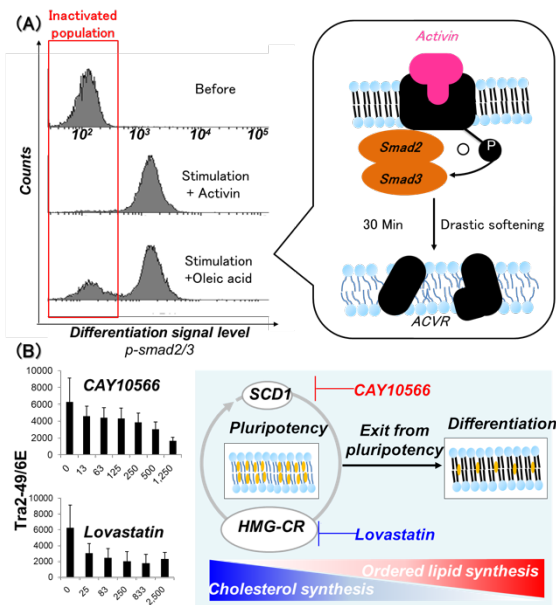 (A)
Inactivated
population
Before
10² 10³ 10⁴ 10⁵
Counts
Stimulation
+ Activin
Stimulation
+Oleic acid
Differentiation signal level
p-smad2/3
Activin
P
Smad2
Smad3
30 Min
Drastic softening
ACVR
(B)
Tra2-49/6E
10000
8000
6000
4000
2000
0
CAY10566
0 13 63 125 250 500 1,250
10000
8000
6000
4000
2000
0
Lovastatin
0 25 83 250 833 2,500
SCD1
CAY10566
Pluripotency
Exit from
pluripotency
Differentiation
HMG-CR
Lovastatin
Ordered lipid synthesis
Cholesterol synthesis